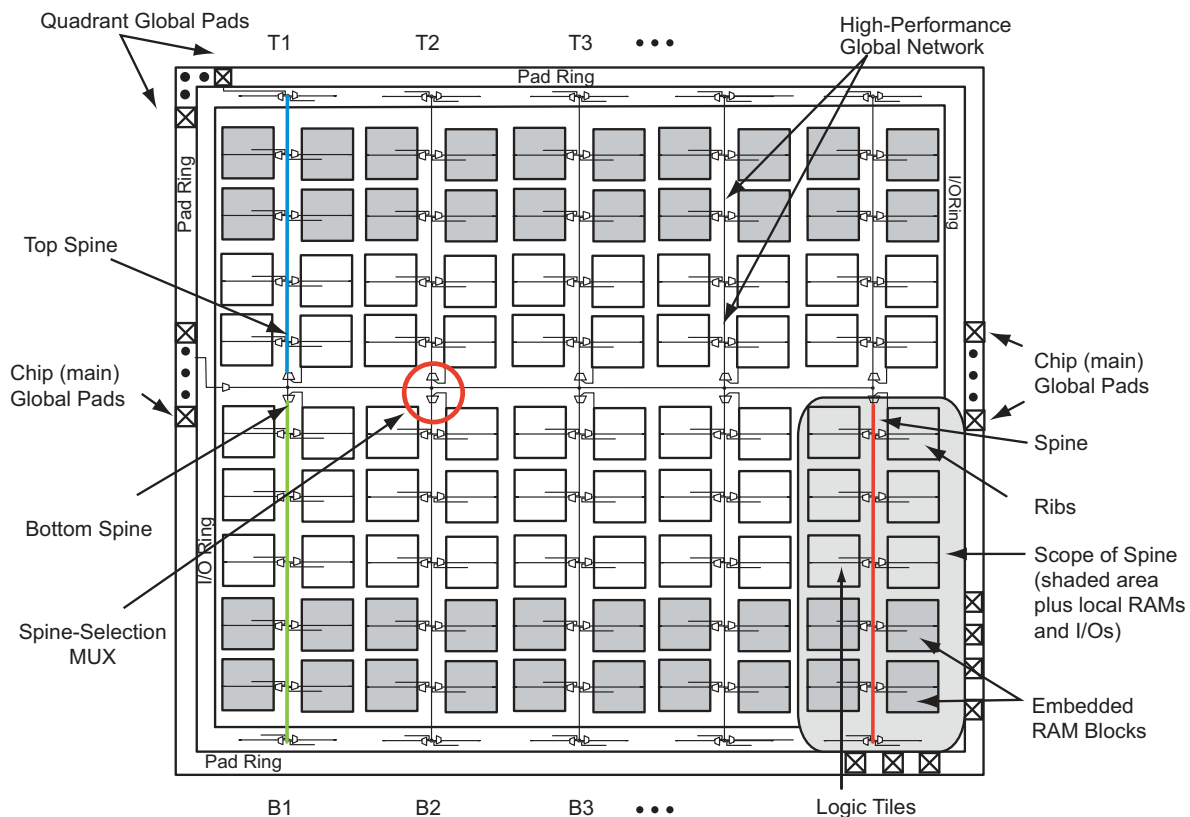 Quadrant Global Pads
High-Performance
Global Network
T1
T2
T3
•••
Pad Ring
Pad Ring
I/ORing
Top Spine
Chip (main)
Global Pads
Chip (main)
Global Pads
Spine
Bottom Spine
Ribs
I/O Ring
Scope of Spine
(shaded area
plus local RAMs
and I/Os)
Spine-Selection
MUX
Embedded
RAM Blocks
Pad Ring
B1
B2
B3
•••
Logic Tiles